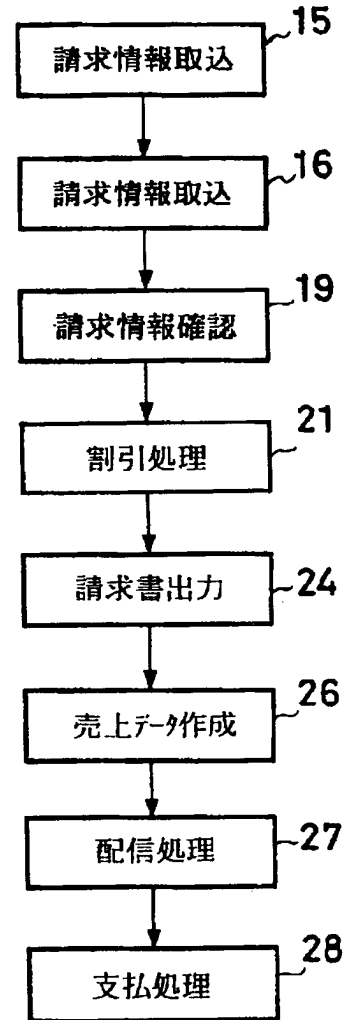 15
請求情報取込
16
請求情報取込
19
請求情報確認
21
割引処理
24
請求書出力
26
売上データ作成
27
配信処理
28
支払処理